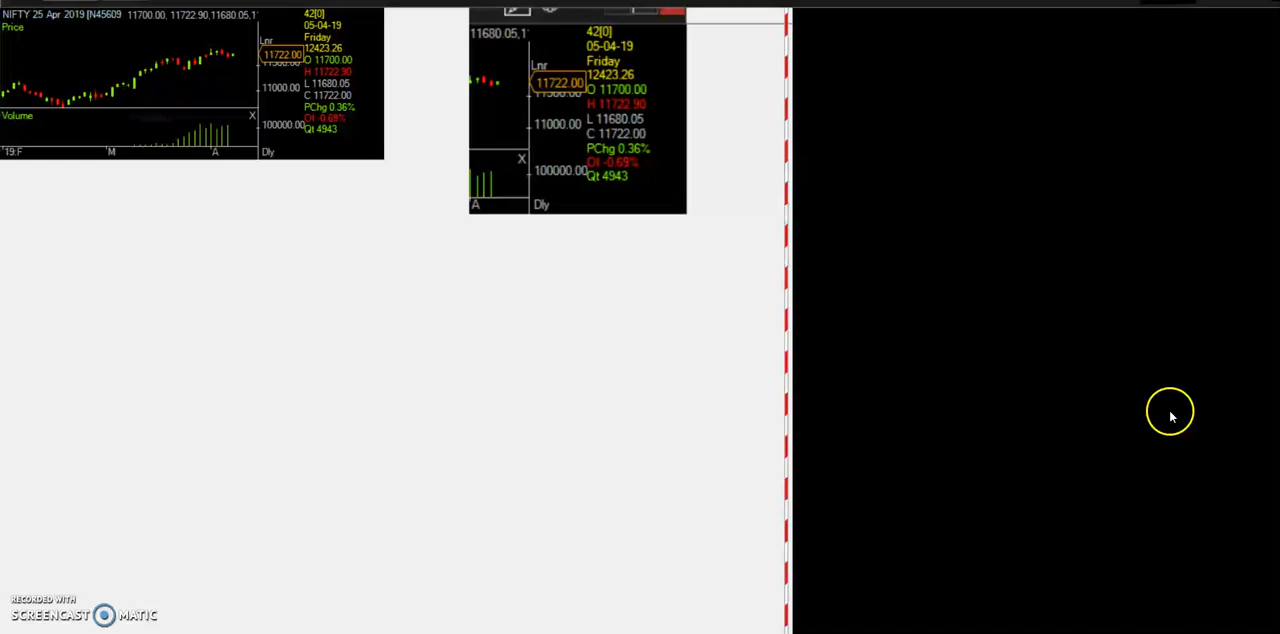 NIFTY 25 Apr 2019 [N45609 11700.00, 11722.90,11680.05,1
Price
Lnr
11722.00
11000.00
Volume
X
100000.00
'19:F M A Dly
42[0]
05-04-19
Friday
12423.26
O 11700.00
H 11722.90
L 11680.05
C 11722.00
PChg 0.36%
OI -0.69%
Qt 4943
11680.05,1
Lnr
11722.00
11000.00
X
100000.00
A Dly
42[0]
05-04-19
Friday
12423.26
O 11700.00
H 11722.90
L 11680.05
C 11722.00
PChg 0.36%
OI -0.69%
Qt 4943
RECORDED WITH
SCREENCAST MATIC